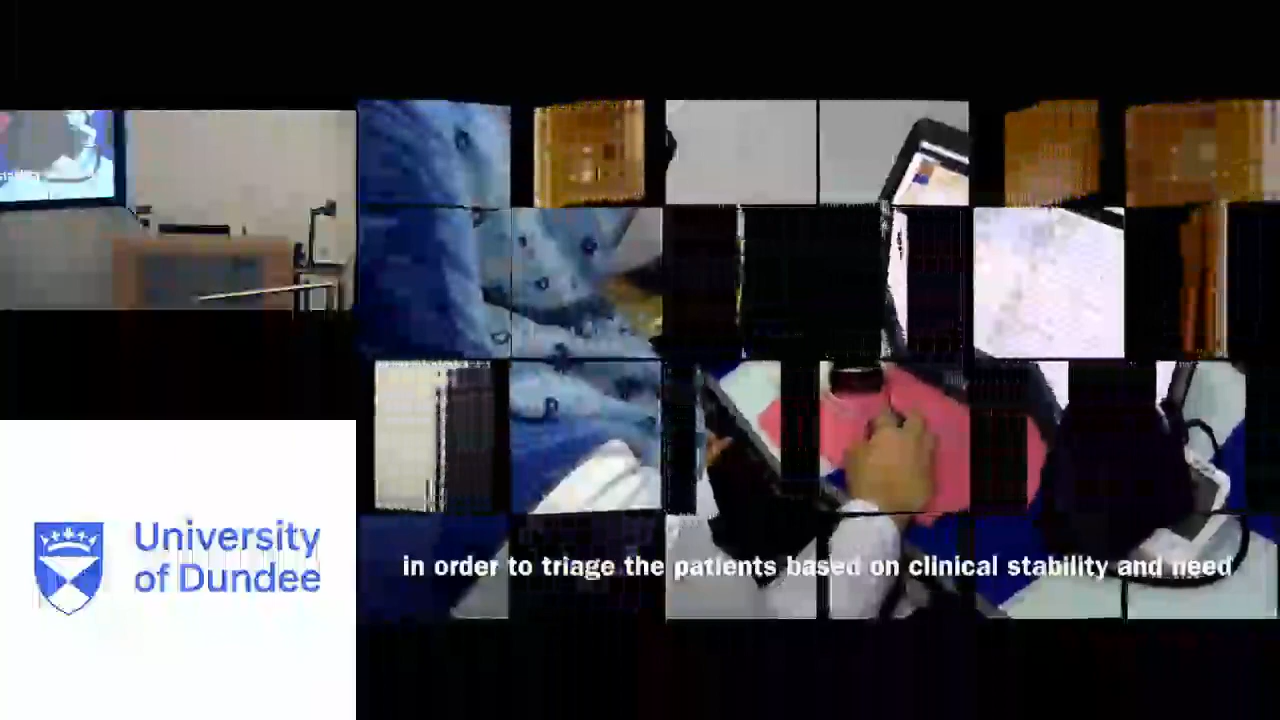 University
of Dundee
in order to triage the patients based on clinical stability and need